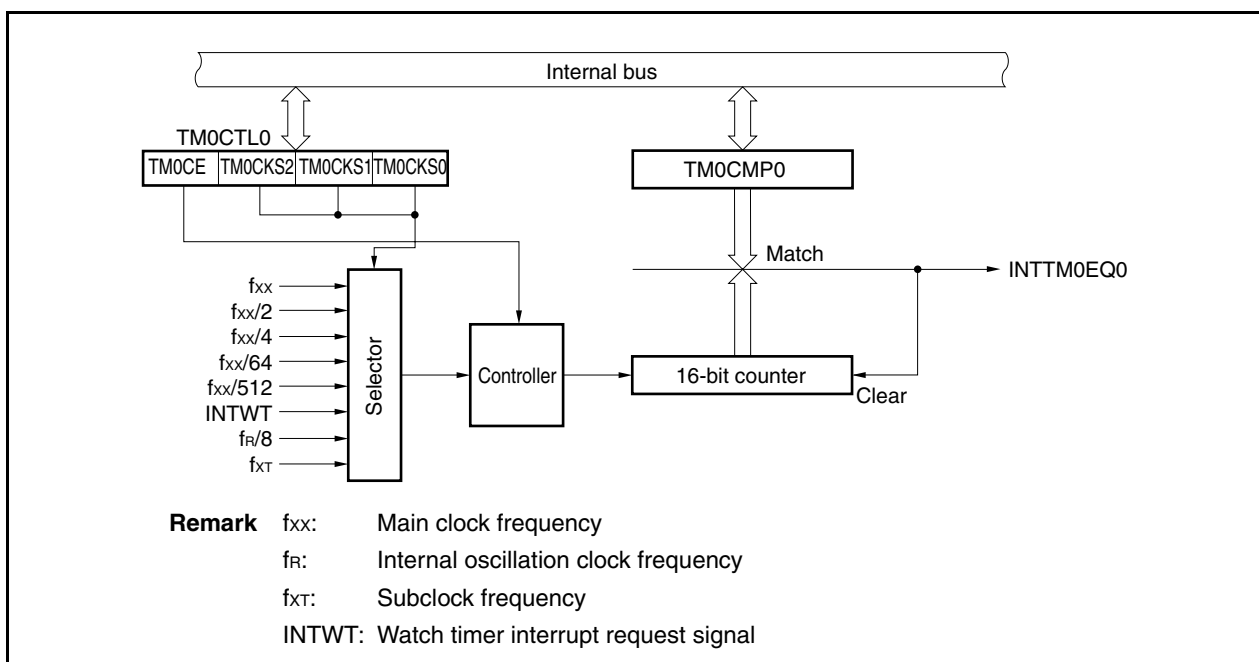 Internal bus
TM0CTL0
TM0CE TM0CKS2 TM0CKS1 TM0CKS0
TM0CMP0
Match
INTTM0EQ0
fXX
fXX/2
fXX/4
fXX/64
fXX/512
INTWT
fR/8
fXT
Selector
Controller
16-bit counter
Clear
Remark fXX: Main clock frequency
fR: Internal oscillation clock frequency
fXT: Subclock frequency
INTWT: Watch timer interrupt request signal